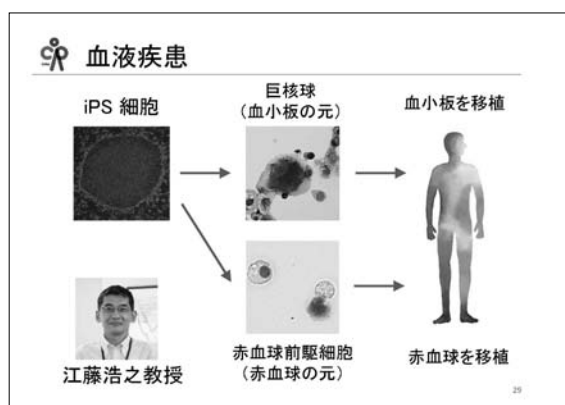 血液疾患
iPS 細胞
巨核球
（血小板の元）
血小板を移植
江藤浩之教授
赤血球前駆細胞
（赤血球の元）
赤血球を移植
29